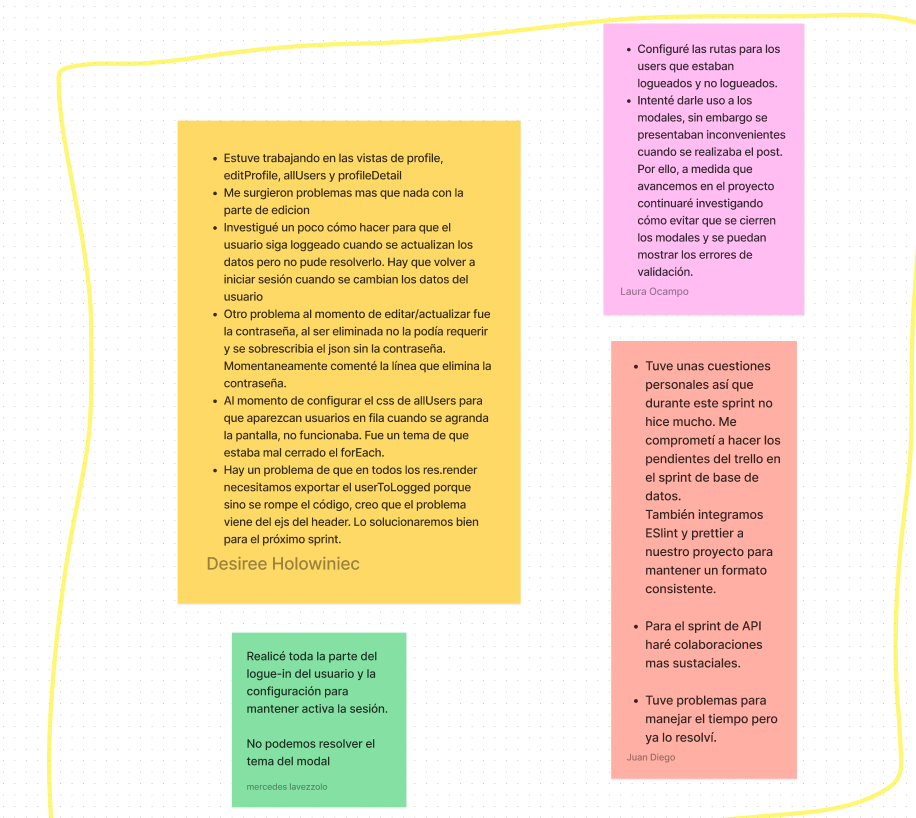 • Estuve trabajando en las vistas de profile,
editProfile, allUsers y profileDetail
• Me surgieron problemas mas que nada con la
parte de edicion
• Investigué un poco cómo hacer para que el
usuario siga loggeado cuando se actualizan los
datos pero no pude resolverlo. Hay que volver a
iniciar sesión cuando se cambian los datos del
usuario
• Otro problema al momento de editar/actualizar fue
la contraseña, al ser eliminada no la podía requerir
y se sobrescribia el json sin la contraseña.
Momentaneamente comenté la línea que elimina la
contraseña.
• Al momento de configurar el css de allUsers para
que aparezcan usuarios en fila cuando se agranda
la pantalla, no funcionaba. Fue un tema de que
estaba mal cerrado el forEach.
• Hay un problema de que en todos los res.render
necesitamos exportar el userToLogged porque
sino se rompe el código, creo que el problema
viene del ejs del header. Lo solucionaremos bien
para el próximo sprint.
Desiree Holowiniec
Realicé toda la parte del
logue-in del usuario y la
configuración para
mantener activa la sesión.
No podemos resolver el
tema del modal
mercedes lavezzolo
• Configuré las rutas para los
users que estaban
logueados y no logueados.
• Intenté darle uso a los
modales, sin embargo se
presentaban inconvenientes
cuando se realizaba el post.
Por ello, a medida que
avancemos en el proyecto
continuaré investigando
cómo evitar que se cierren
los modales y se puedan
mostrar los errores de
validación.
Laura Ocampo
• Tuve unas cuestiones
personales así que
durante este sprint no
hice mucho. Me
comprometí a hacer los
pendientes del trello en
el sprint de base de
datos.
También integramos
ESlint y prettier a
nuestro proyecto para
mantener un formato
consistente.
• Para el sprint de API
haré colaboraciones
mas sustaciales.
• Tuve problemas para
manejar el tiempo pero
ya lo resolví.
Juan Diego